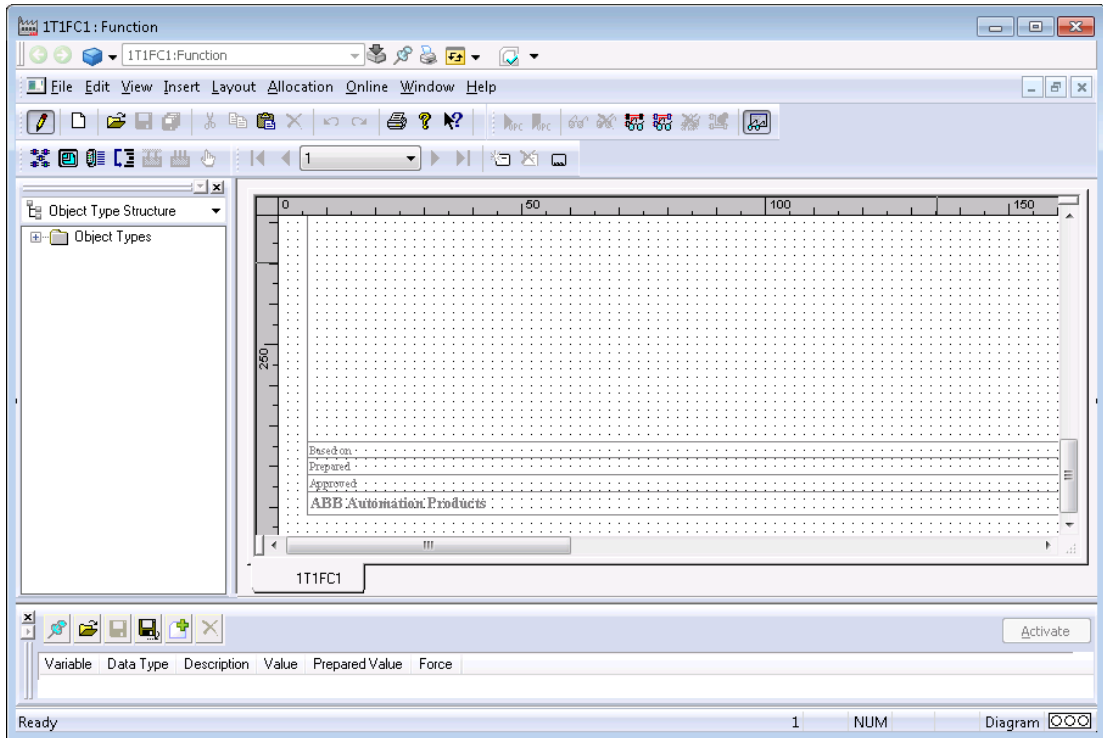 1T1FC1 : Function
1T1FC1:Function
File Edit View Insert Layout Allocation Online Window Help
1
Object Type Structure
Object Types
0 50 100 150
250
Based on
Prepared
Approved
ABB Automation Products
1T1FC1
Activate
Variable Data Type Description Value Prepared Value Force
Ready 1 NUM Diagram